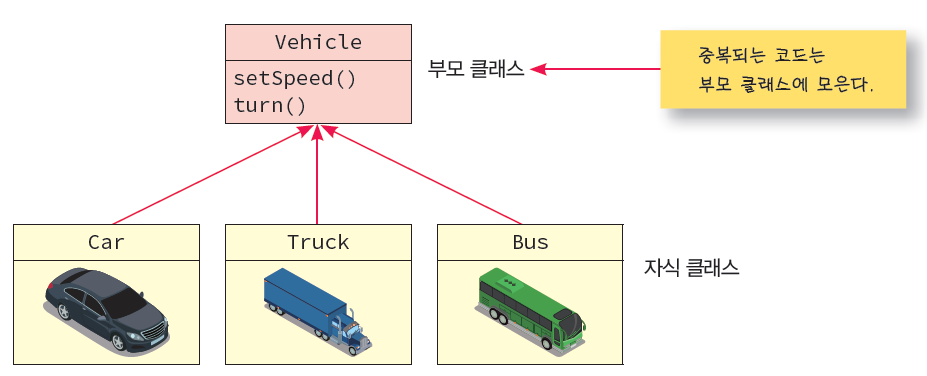 Vehicle
setSpeed()
turn()
부모 클래스
중복되는 코드는
부모 클래스에 모은다.
Car
Truck
Bus
자식 클래스